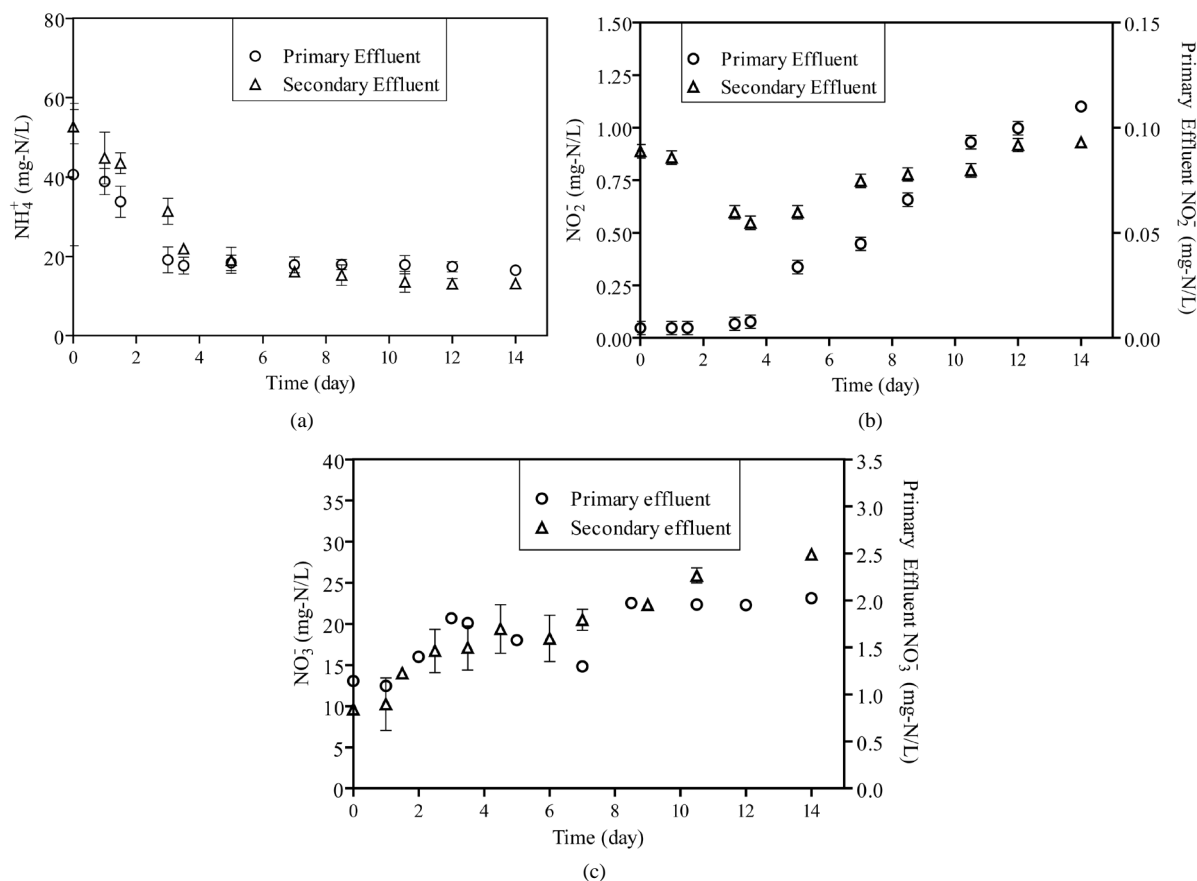 80
60
40
20
0
NH₄⁺ (mg-N/L)
Primary Effluent
Secondary Effluent
0 2 4 6 8 10 12 14
Time (day)
(a)
1.50
1.25
1.00
0.75
0.50
0.25
0.00
NO₂⁻ (mg-N/L)
Primary Effluent
Secondary Effluent
0.15
0.10
0.05
0.00
Primary Effluent NO₂⁻ (mg-N/L)
0 2 4 6 8 10 12 14
Time (day)
(b)
40
35
30
25
20
15
10
5
0
NO₃⁻ (mg-N/L)
Primary effluent
Secondary effluent
3.5
3.0
2.5
2.0
1.5
1.0
0.5
0.0
Primary Effluent NO₃⁻ (mg-N/L)
0 2 4 6 8 10 12 14
Time (day)
(c)